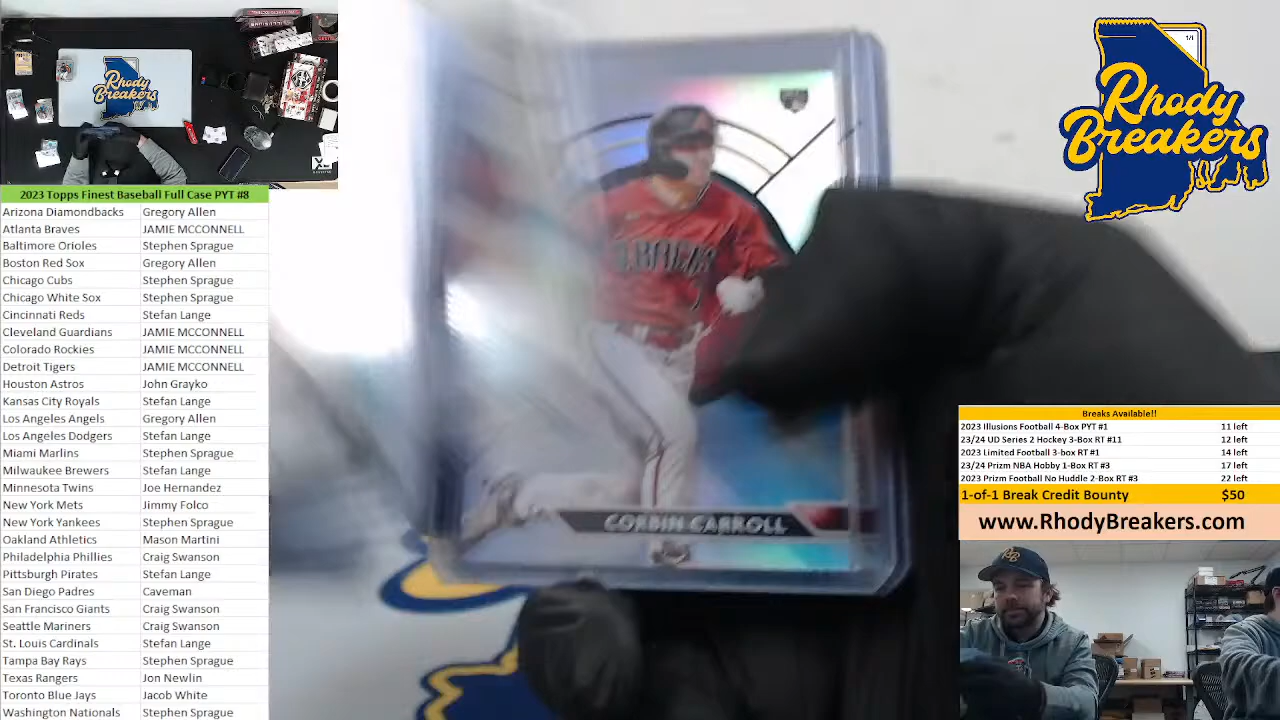 Rhody
Breakers
2023 Topps Finest Baseball Full Case PYT #8
Arizona Diamondbacks Gregory Allen
Atlanta Braves JAMIE MCCONNELL
Baltimore Orioles Stephen Sprague
Boston Red Sox Gregory Allen
Chicago Cubs Stephen Sprague
Chicago White Sox Stephen Sprague
Cincinnati Reds Stefan Lange
Cleveland Guardians JAMIE MCCONNELL
Colorado Rockies JAMIE MCCONNELL
Detroit Tigers JAMIE MCCONNELL
Houston Astros John Grayko
Kansas City Royals Stefan Lange
Los Angeles Angels Gregory Allen
Los Angeles Dodgers Stefan Lange
Miami Marlins Stephen Sprague
Milwaukee Brewers Stefan Lange
Minnesota Twins Joe Hernandez
New York Mets Jimmy Folco
New York Yankees Stephen Sprague
Oakland Athletics Mason Martini
Philadelphia Phillies Craig Swanson
Pittsburgh Pirates Stefan Lange
San Diego Padres Caveman
San Francisco Giants Craig Swanson
Seattle Mariners Craig Swanson
St. Louis Cardinals Stefan Lange
Tampa Bay Rays Stephen Sprague
Texas Rangers Jon Newlin
Toronto Blue Jays Jacob White
Washington Nationals Stephen Sprague
CORBIN CARROLL
1/1
Rhody
Breakers
Breaks Available!!
2023 Illusions Football 4-Box PYT #1 11 left
23/24 UD Series 2 Hockey 3-Box RT #11 12 left
2023 Limited Football 3-box RT #1 14 left
23/24 Prizm NBA Hobby 1-Box RT #3 17 left
2023 Prizm Football No Huddle 2-Box RT #3 22 left
1-of-1 Break Credit Bounty $50
www.RhodyBreakers.com
RB